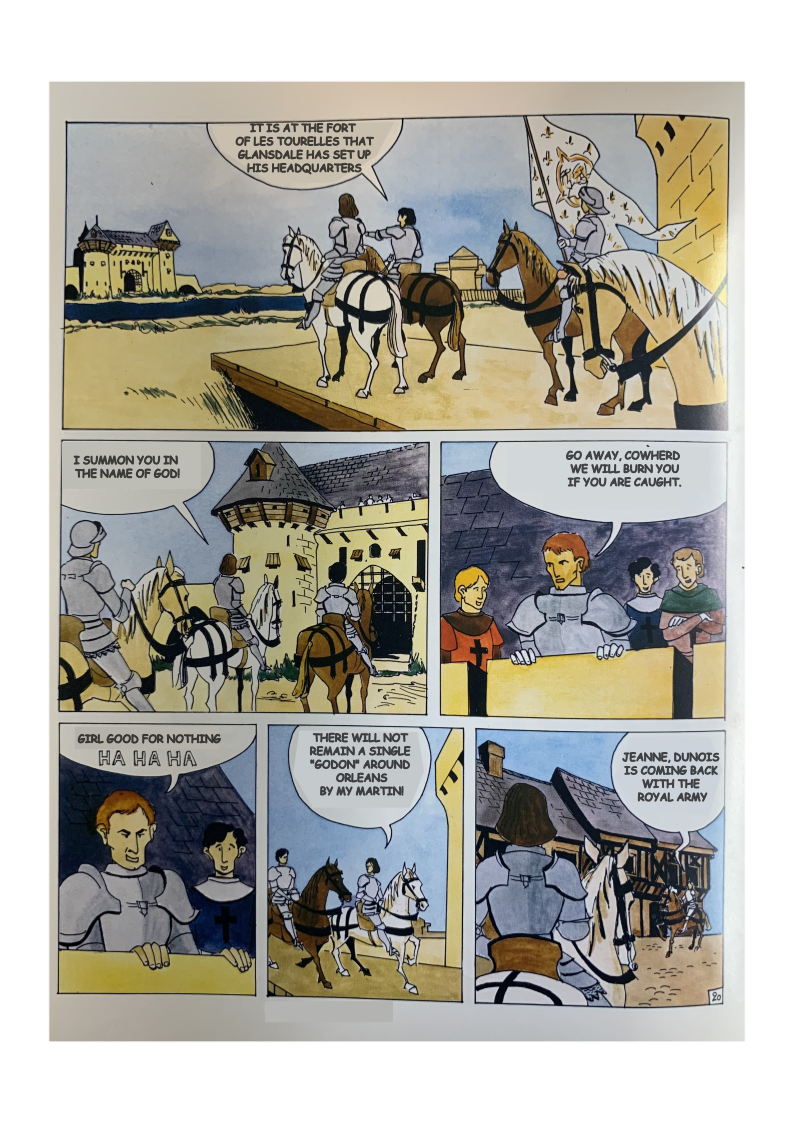 IT IS AT THE FORT
OF LES TOURELLES THAT
GLANSDALE HAS SET UP
HIS HEADQUARTERS
I SUMMON YOU IN
THE NAME OF GOD!
GO AWAY, COWHERD
WE WILL BURN YOU
IF YOU ARE CAUGHT.
GIRL GOOD FOR NOTHING
HA HA HA
THERE WILL NOT
REMAIN A SINGLE
"GODON" AROUND
ORLEANS
BY MY MARTIN!
JEANNE, DUNOIS
IS COMING BACK
WITH THE
ROYAL ARMY
20